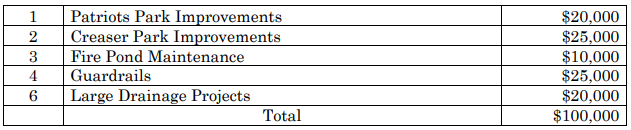 1 Patriots Park Improvements $20,000
2 Creaser Park Improvements $25,000
3 Fire Pond Maintenance $10,000
4 Guardrails $25,000
6 Large Drainage Projects $20,000
Total $100,000